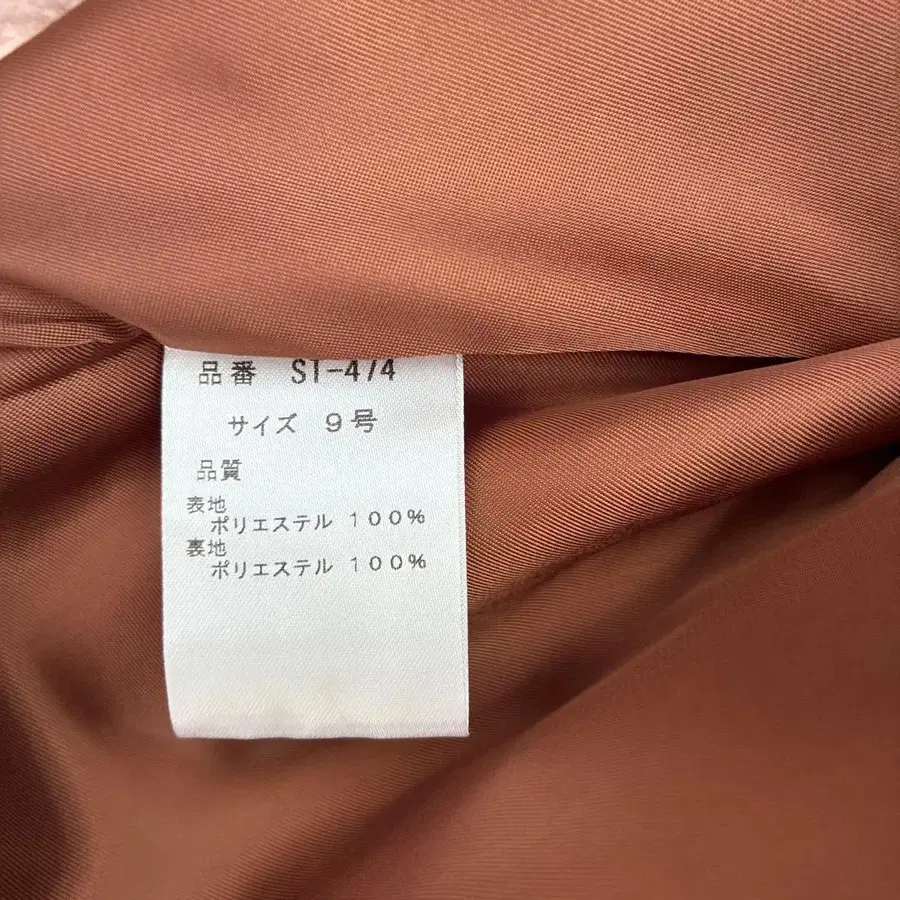 品番 ST-474
サイズ 9号
品質
表地
ポリエステル 100%
裏地
ポリエステル 100%